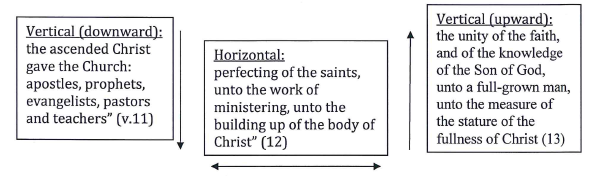 Vertical (downward):
the ascended Christ
gave the Church:
apostles, prophets,
evangelists, pastors
and teachers” (v.11)
Horizontal:
perfecting of the saints,
unto the work of
ministering, unto the
building up of the body of
Christ” (12)
Vertical (upward):
the unity of the faith,
and of the knowledge
of the Son of God,
unto a full-grown man,
unto the measure of
the stature of the
fullness of Christ (13)